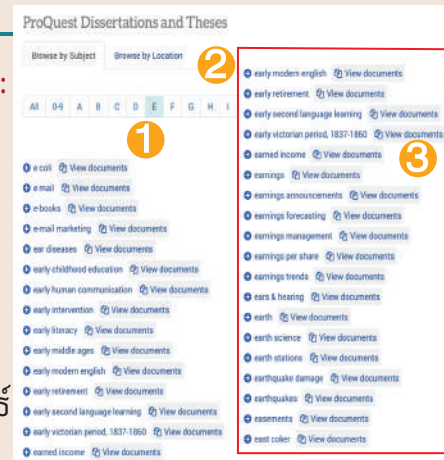 ProQuest Dissertations and Theses
Browse by Subject Browse by Location
All 0-9 A B C D E F G H I
1
e coli View documents
e mail View documents
e-books View documents
e-mail marketing View documents
ear diseases View documents
early childhood education View documents
early human communication View documents
early intervention View documents
early literacy View documents
early middle ages View documents
early modern english View documents
early retirement View documents
early second language learning View documents
early victorian period, 1837-1860 View documents
earned income View documents
2
early modern english View documents
early retirement View documents
early second language learning View documents
early victorian period, 1837-1860 View documents
3
earned income View documents
earnings View documents
earnings announcements View documents
earnings forecasting View documents
earnings management View documents
earnings per share View documents
earnings trends View documents
ears & hearing View documents
earth View documents
earth science View documents
earth stations View documents
earthquake damage View documents
earthquakes View documents
easements View documents
east coker View documents